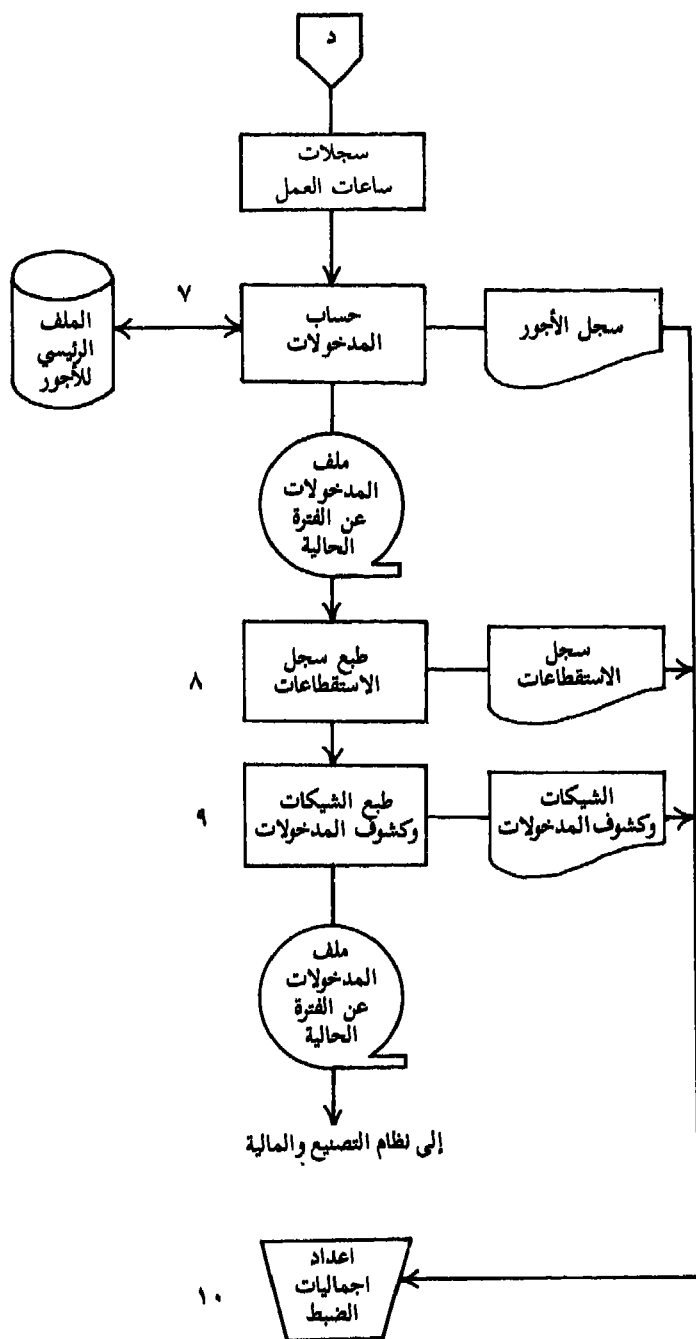 د
سجلات
ساعات العمل
٧
الملف
الرئيسي
للأجور
حساب
المدخولات
سجل الأجور
ملف
المدخولات
عن الفترة
الحالية
٨
طبع سجل
الاستقطاعات
سجل
الاستقطاعات
٩
طبع الشيكات
وكشوف المدخولات
الشيكات
وكشوف المدخولات
ملف
المدخولات
عن الفترة
الحالية
إلى نظام التصنيع والمالية
١٠
اعداد
اجماليات
الضبط